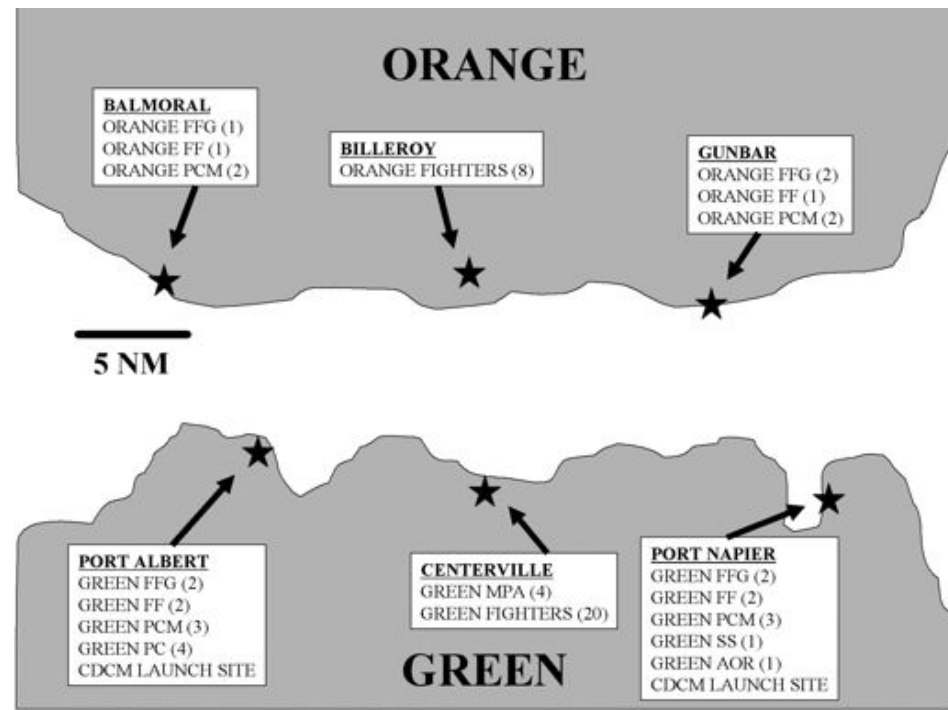 ORANGE
BALMORAL
ORANGE FFG (1)
ORANGE FF (1)
ORANGE PCM (2)
BILLEROY
ORANGE FIGHTERS (8)
GUNBAR
ORANGE FFG (2)
ORANGE FF (1)
ORANGE PCM (2)
5 NM
PORT ALBERT
GREEN FFG (2)
GREEN FF (2)
GREEN PCM (3)
GREEN PC (4)
CDCM LAUNCH SITE
CENTERVILLE
GREEN MPA (4)
GREEN FIGHTERS (20)
PORT NAPIER
GREEN FFG (2)
GREEN FF (2)
GREEN PCM (3)
GREEN SS (1)
GREEN AOR (1)
CDCM LAUNCH SITE
GREEN